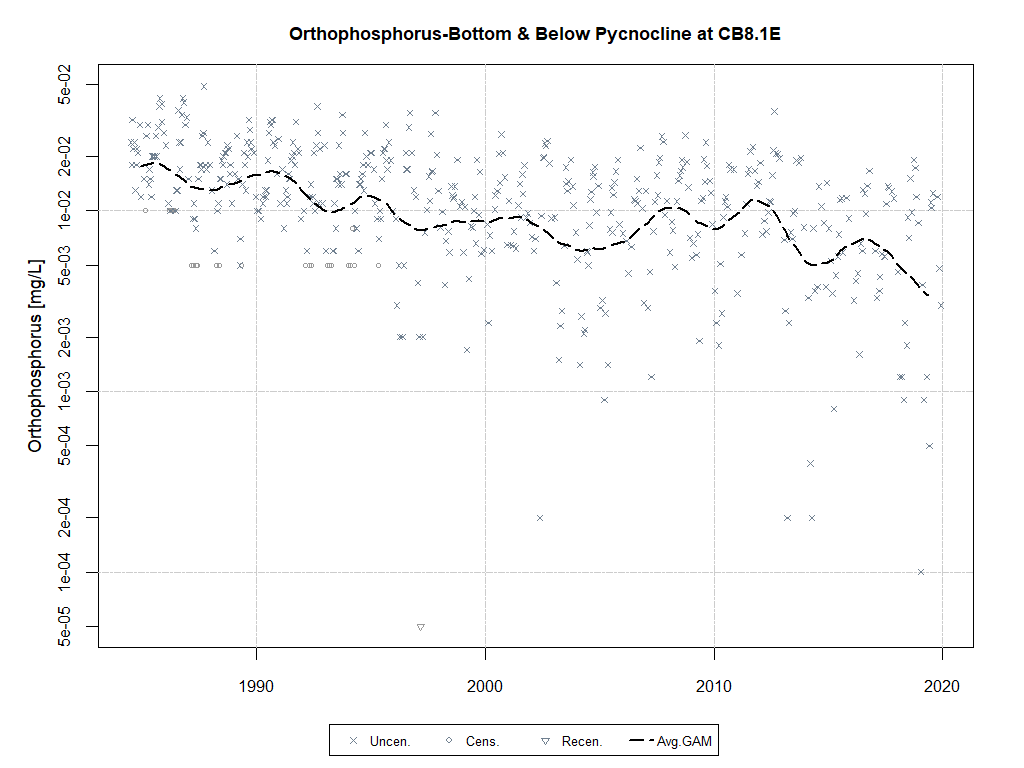 Orthophosphorus-Bottom & Below Pycnocline at CB8.1E
Orthophosphorus [mg/L]
5e-02
2e-02
1e-02
5e-03
2e-03
1e-03
5e-04
2e-04
1e-04
5e-05
1990 2000 2010 2020
Uncen. Cens. Recen. Avg.GAM